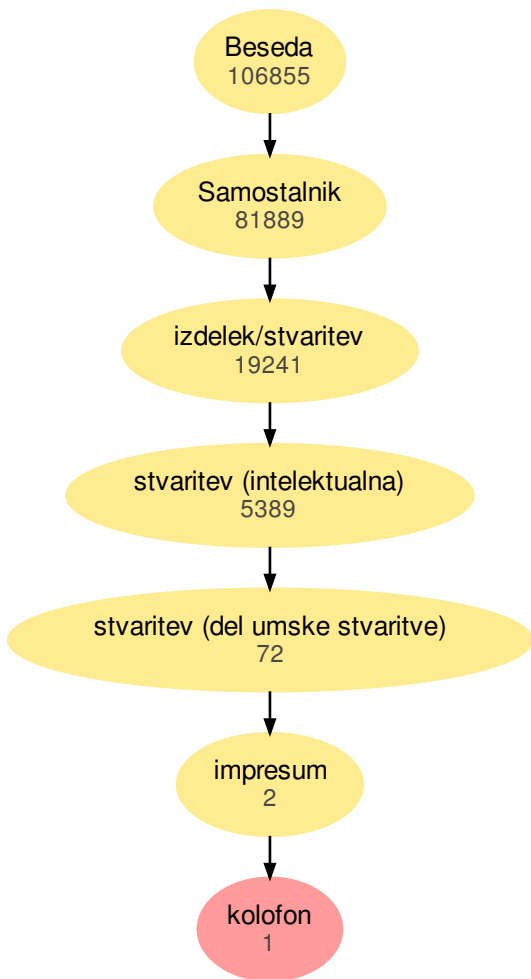 Beseda
106855
Samostalnik
81889
izdelek/stvaritev
19241
stvaritev (intelektualna)
5389
stvaritev (del umske stvaritve)
72
impresum
2
kolofon
1